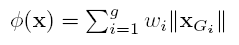 ϕ(𝐱) = ∑_{i=1}^{g} w_i‖𝐱_{G_i}‖